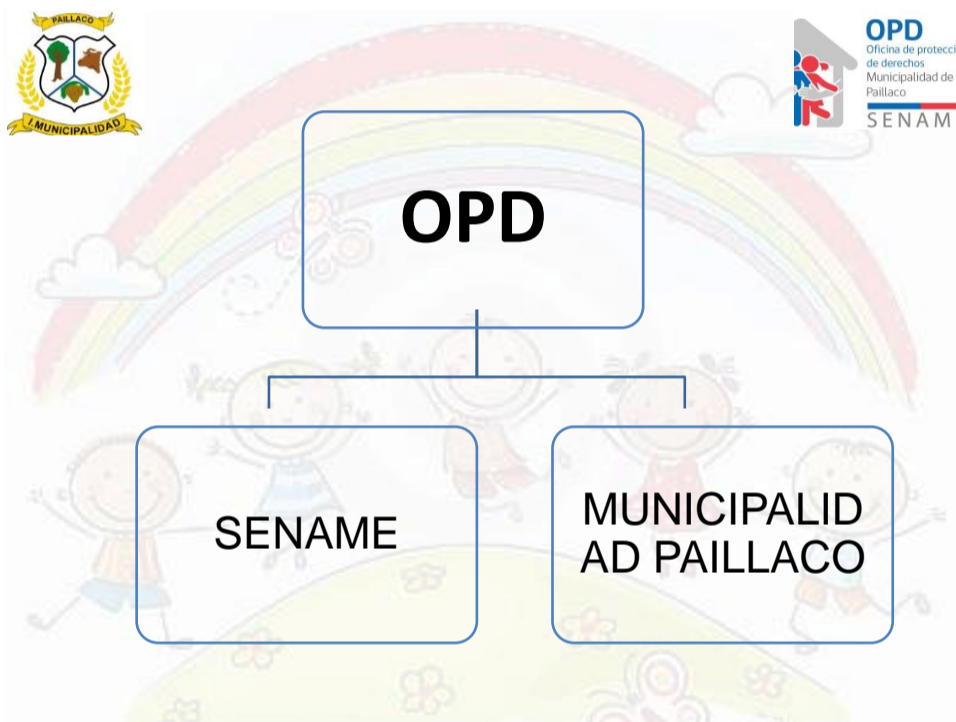 PAILLACO
I.MUNICIPALIDAD
OPD
Oficina de protecci
de derechos
Municipalidad de
Paillaco
SENAM
OPD
SENAME
MUNICIPALID
AD PAILLACO